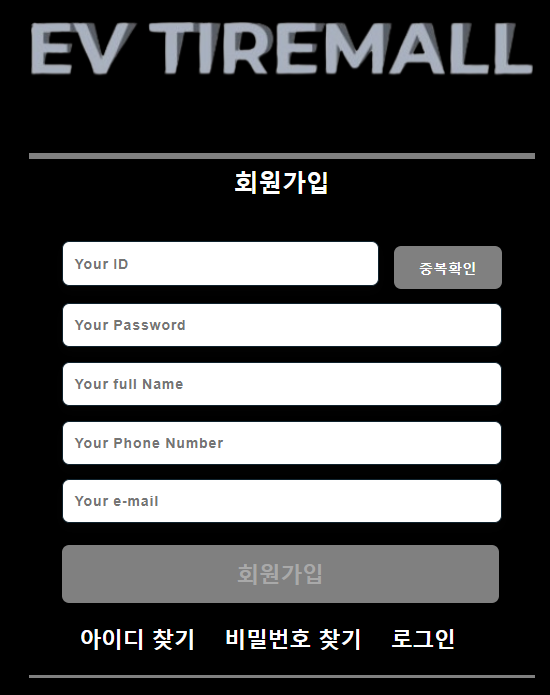 EV TIREMALL
회원가입
Your ID
중복확인
Your Password
Your full Name
Your Phone Number
Your e-mail
회원가입
아이디 찾기 비밀번호 찾기 로그인